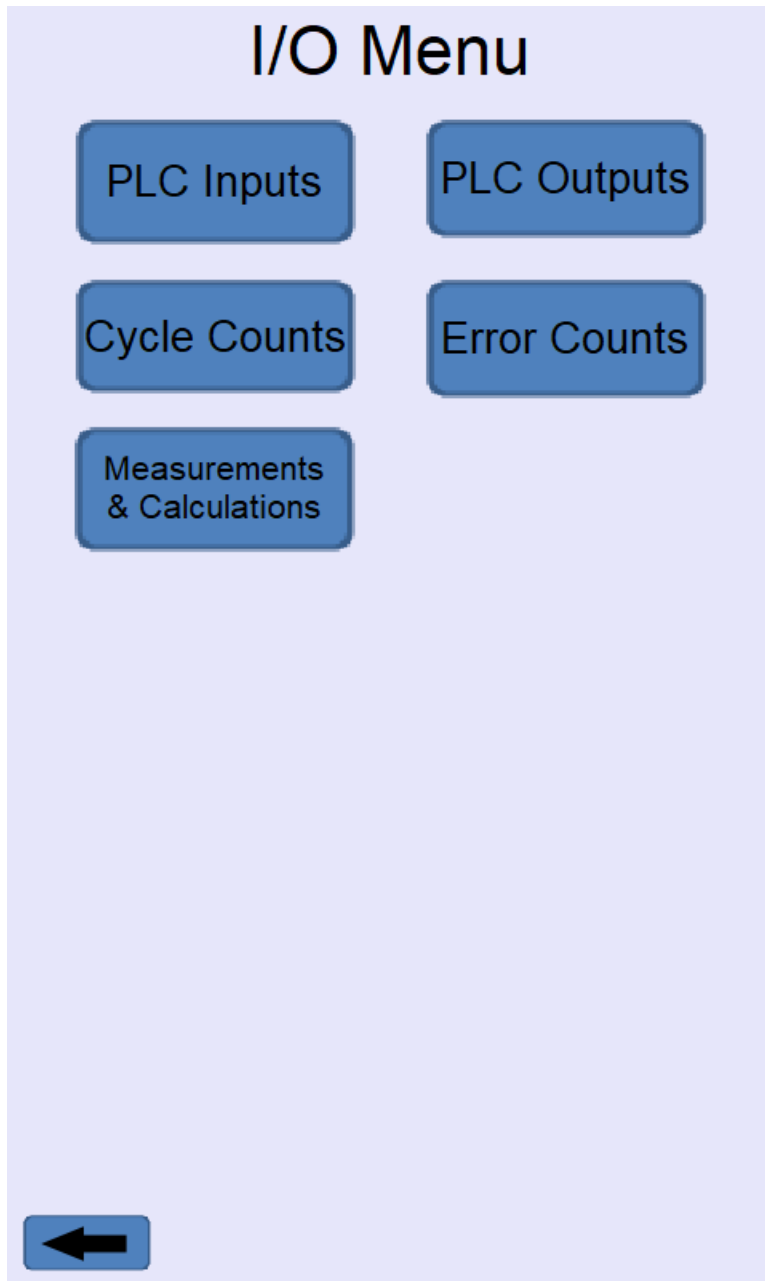 I/O Menu
PLC Inputs
PLC Outputs
Cycle Counts
Error Counts
Measurements
& Calculations